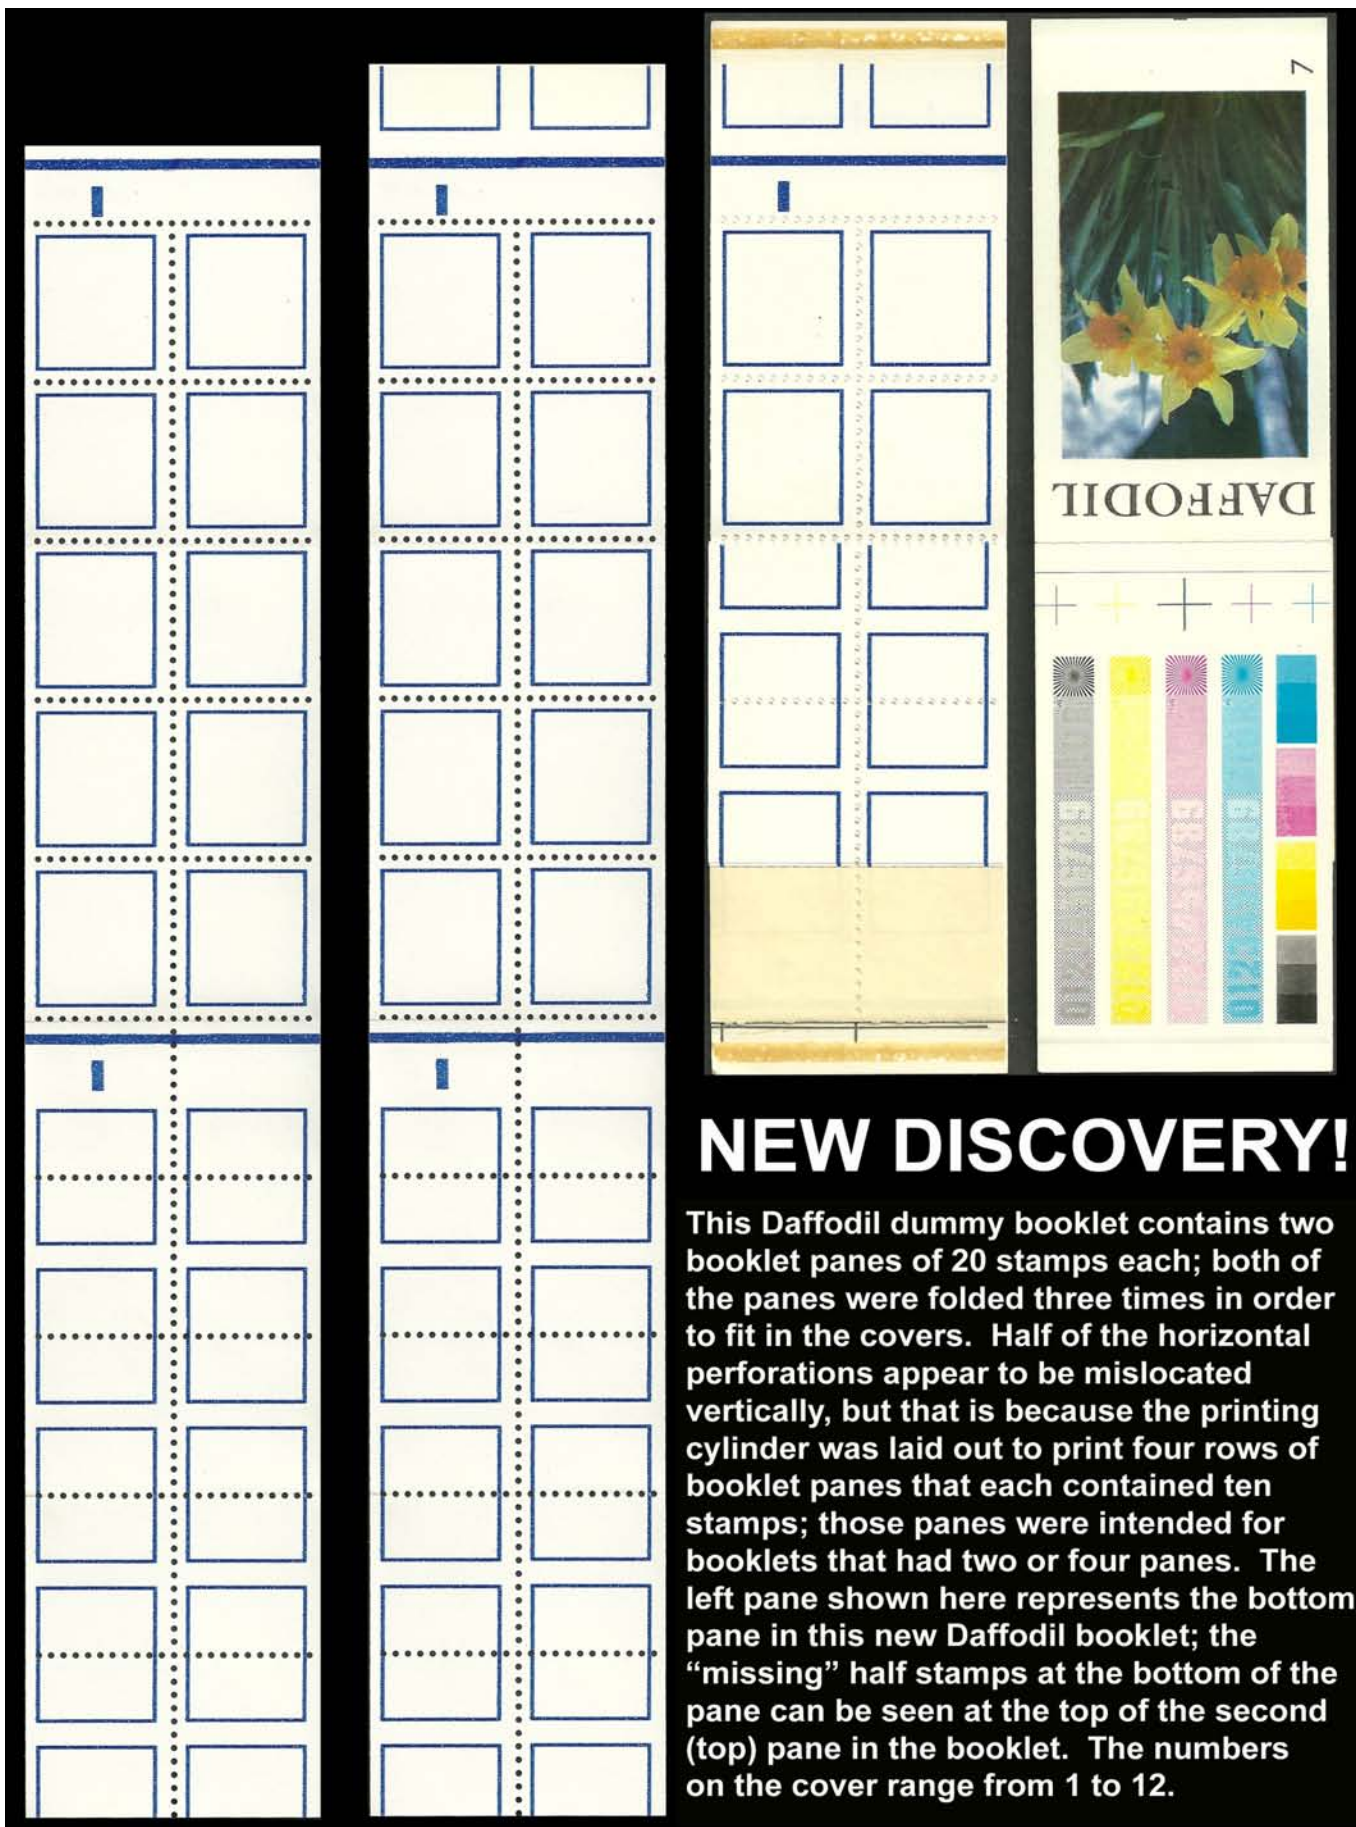 7
DAFFODIL
NEW DISCOVERY!
This Daffodil dummy booklet contains two
booklet panes of 20 stamps each; both of
the panes were folded three times in order
to fit in the covers.  Half of the horizontal
perforations appear to be mislocated
vertically, but that is because the printing
cylinder was laid out to print four rows of
booklet panes that each contained ten
stamps; those panes were intended for
booklets that had two or four panes.  The
left pane shown here represents the bottom
pane in this new Daffodil booklet; the
“missing” half stamps at the bottom of the
pane can be seen at the top of the second
(top) pane in the booklet.  The numbers
on the cover range from 1 to 12.